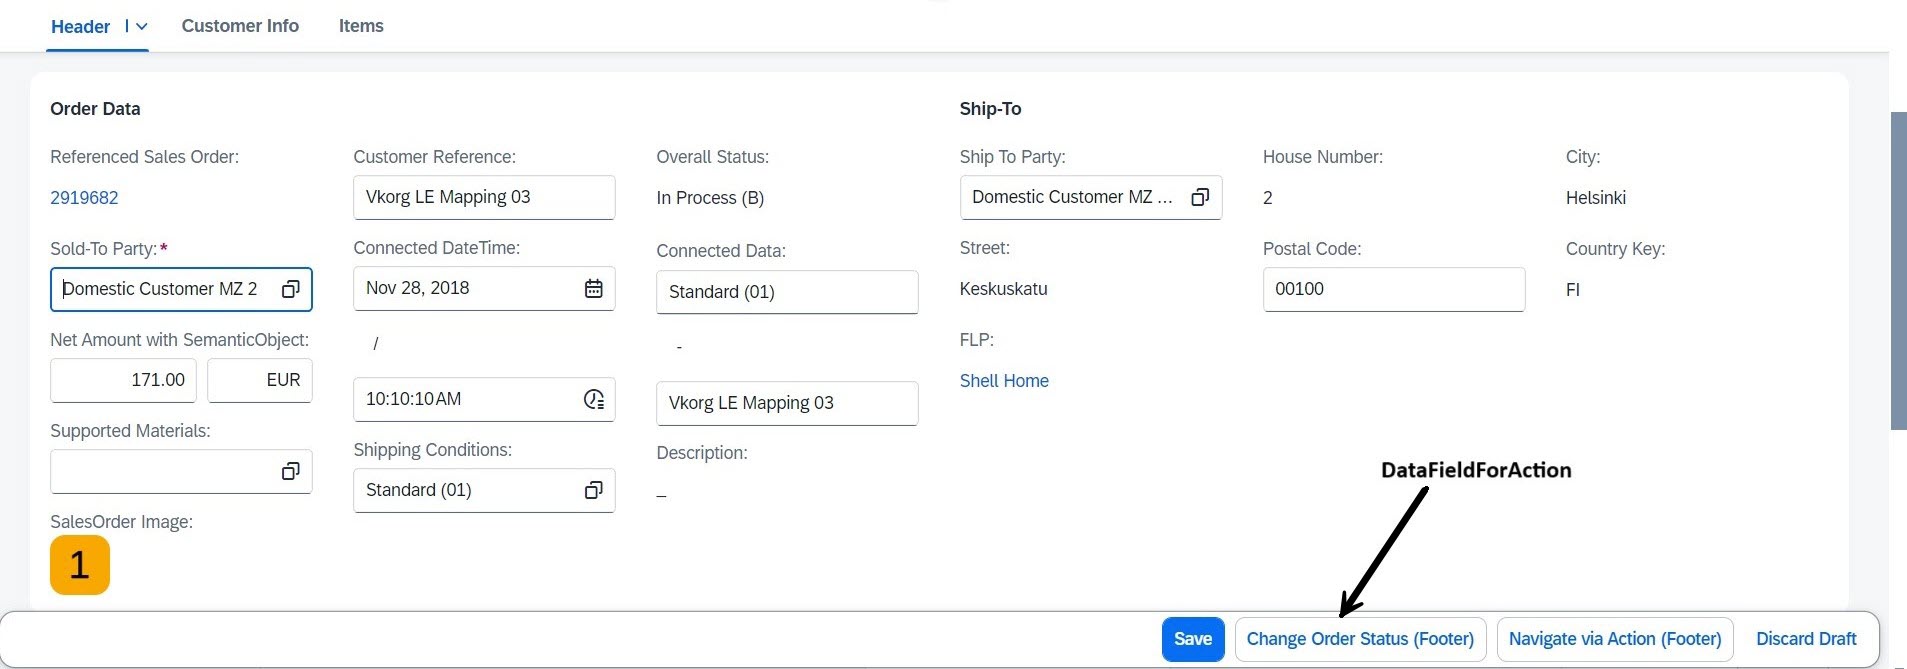 Header
Customer Info
Items
Order Data
Referenced Sales Order:
2919682
Sold-To Party:*
Domestic Customer MZ 2
Net Amount with SemanticObject:
171.00 EUR
Supported Materials:
SalesOrder Image:
1
Customer Reference:
Vkorg LE Mapping 03
Connected DateTime:
Nov 28, 2018
/
10:10:10 AM
Shipping Conditions:
Standard (01)
Overall Status:
In Process (B)
Connected Data:
Standard (01)
-
Vkorg LE Mapping 03
Description:
–
Ship-To
Ship To Party:
Domestic Customer MZ ...
Street:
Keskuskatu
FLP:
Shell Home
House Number:
2
Postal Code:
00100
City:
Helsinki
Country Key:
FI
DataFieldForAction
Save
Change Order Status (Footer)
Navigate via Action (Footer)
Discard Draft